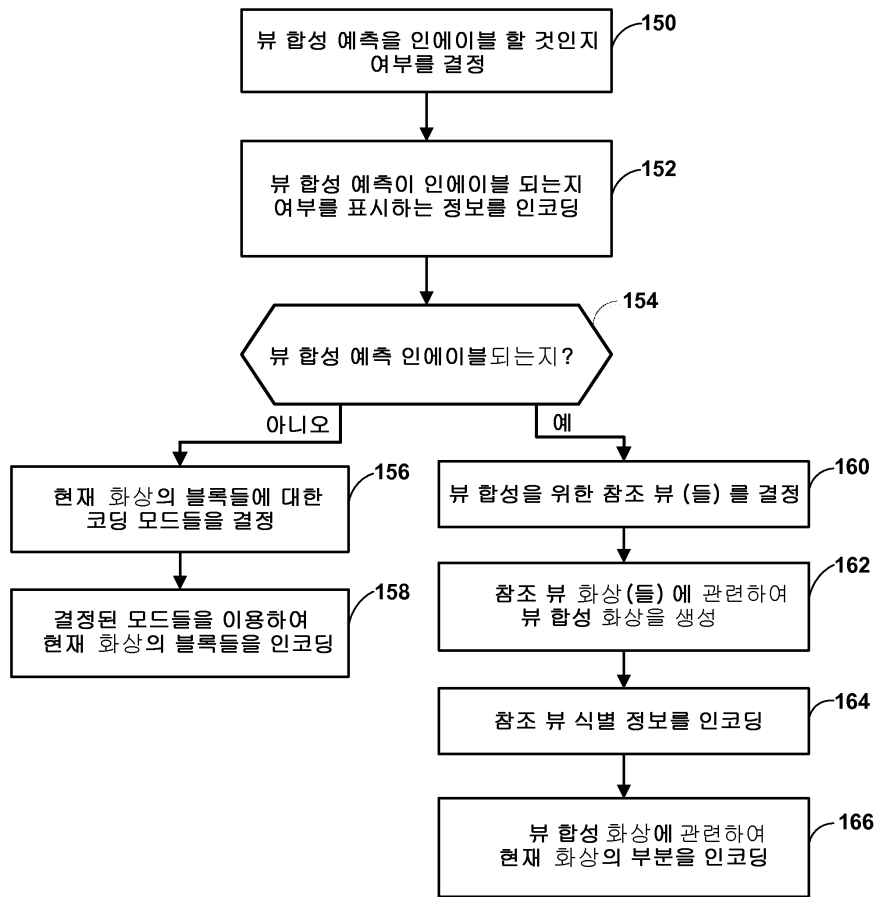 뷰 합성 예측을 인에이블 할 것인지
여부를 결정
150
뷰 합성 예측이 인에이블 되는지
여부를 표시하는 정보를 인코딩
152
154
뷰 합성 예측 인에이블되는지?
아니오
예
현재 화상의 블록들에 대한
코딩 모드들을 결정
156
결정된 모드들을 이용하여
현재 화상의 블록들을 인코딩
158
뷰 합성을 위한 참조 뷰 (들) 를 결정
160
참조 뷰 화상(들) 에 관련하여
뷰 합성 화상을 생성
162
참조 뷰 식별 정보를 인코딩
164
뷰 합성 화상에 관련하여
현재 화상의 부분을 인코딩
166